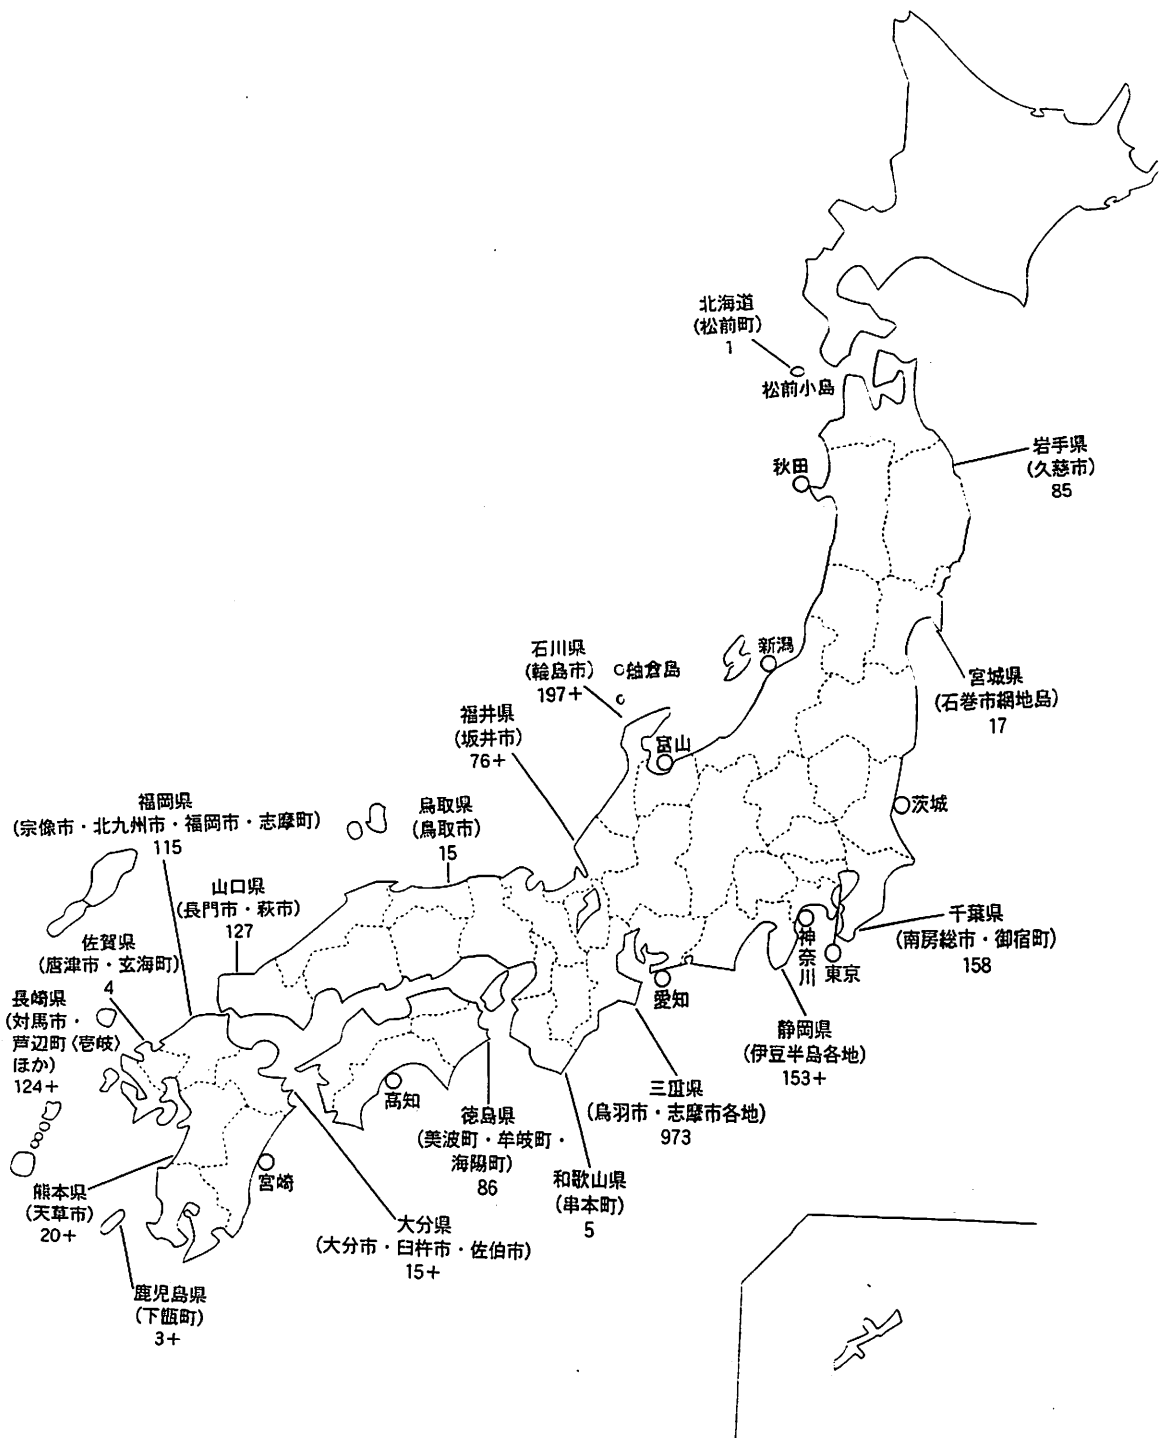 北海道
(松前町)
1
松前小島
岩手県
(久慈市)
85
秋田
石川県
(輪島市)
197+
舳倉島
新潟
宮城県
(石巻市網地島)
17
福井県
(坂井市)
76+
富山
茨城
福岡県
(宗像市・北九州市・福岡市・志摩町)
115
鳥取県
(鳥取市)
15
山口県
(長門市・萩市)
127
千葉県
(南房総市・御宿町)
158
佐賀県
(唐津市・玄海町)
4
神奈川
東京
長崎県
(対馬市・
芦辺町〈壱岐〉
ほか)
124+
愛知
静岡県
(伊豆半島各地)
153+
三重県
(鳥羽市・志摩市各地)
973
高知
徳島県
(美波町・牟岐町・
海陽町)
86
和歌山県
(串本町)
5
宮崎
熊本県
(天草市)
20+
大分県
(大分市・臼杵市・佐伯市)
15+
鹿児島県
(下甑町)
3+